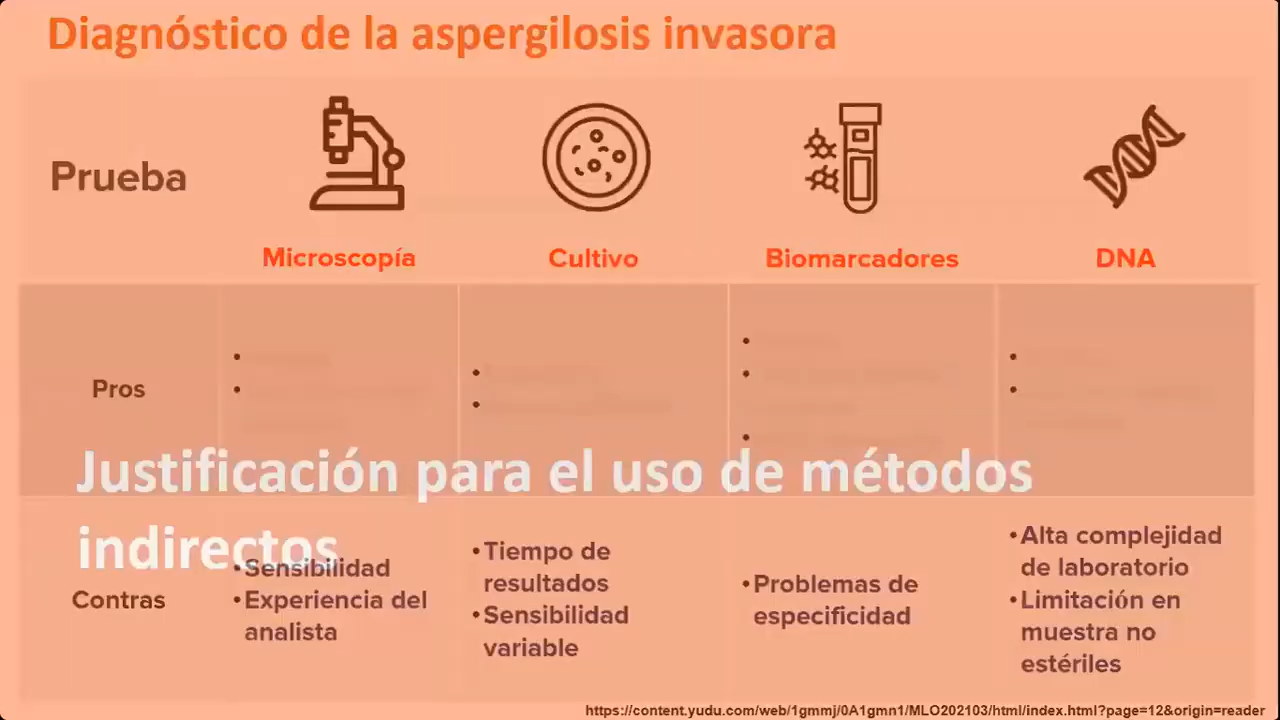 Diagnóstico de la aspergilosis invasora
Prueba
Microscopía
Cultivo
Biomarcadores
DNA
Pros
Justificación para el uso de métodos
indirectos
Contras
•Sensibilidad
•Experiencia del
analista
•Tiempo de
resultados
•Sensibilidad
variable
•Problemas de
especificidad
•Alta complejidad
de laboratorio
•Limitación en
muestra no
estériles
https://content.yudu.com/web/1gmmj/0A1gmn1/MLO202103/html/index.html?page=12&origin=reader